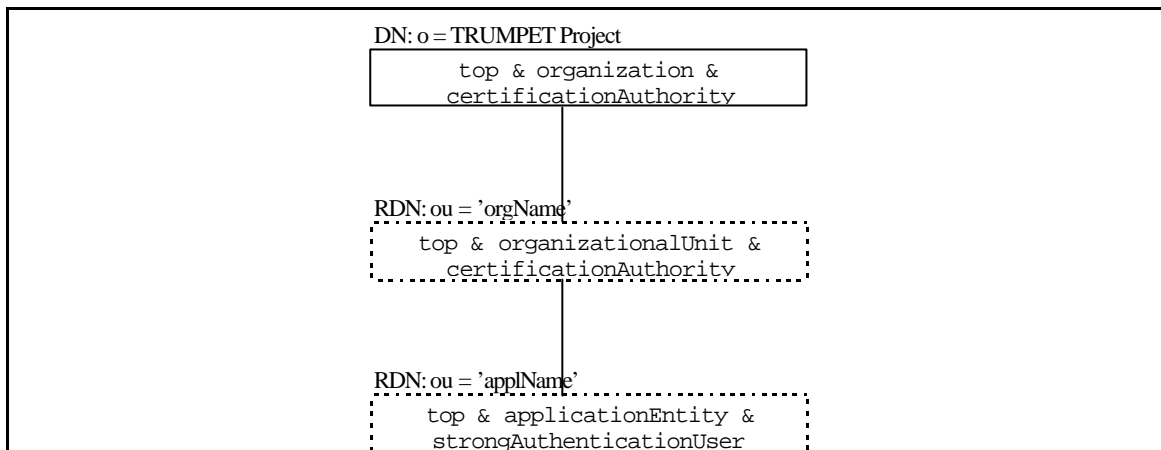 DN: o = TRUMPET Project
top & organization &
certificationAuthority
RDN: ou = ’orgName’
top & organizationalUnit &
certificationAuthority
RDN: ou = ’applName’
top & applicationEntity &
strongAuthenticationUser